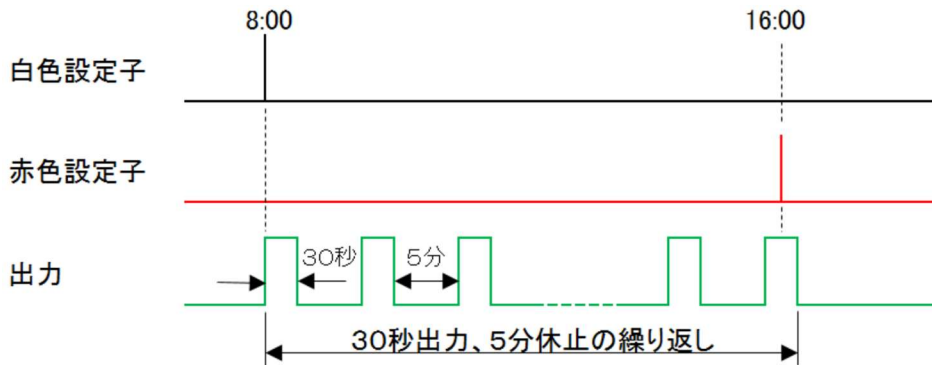 8:00 16:00
白色設定子
赤色設定子
出力
30秒 5分
30秒出力、5分休止の繰り返し